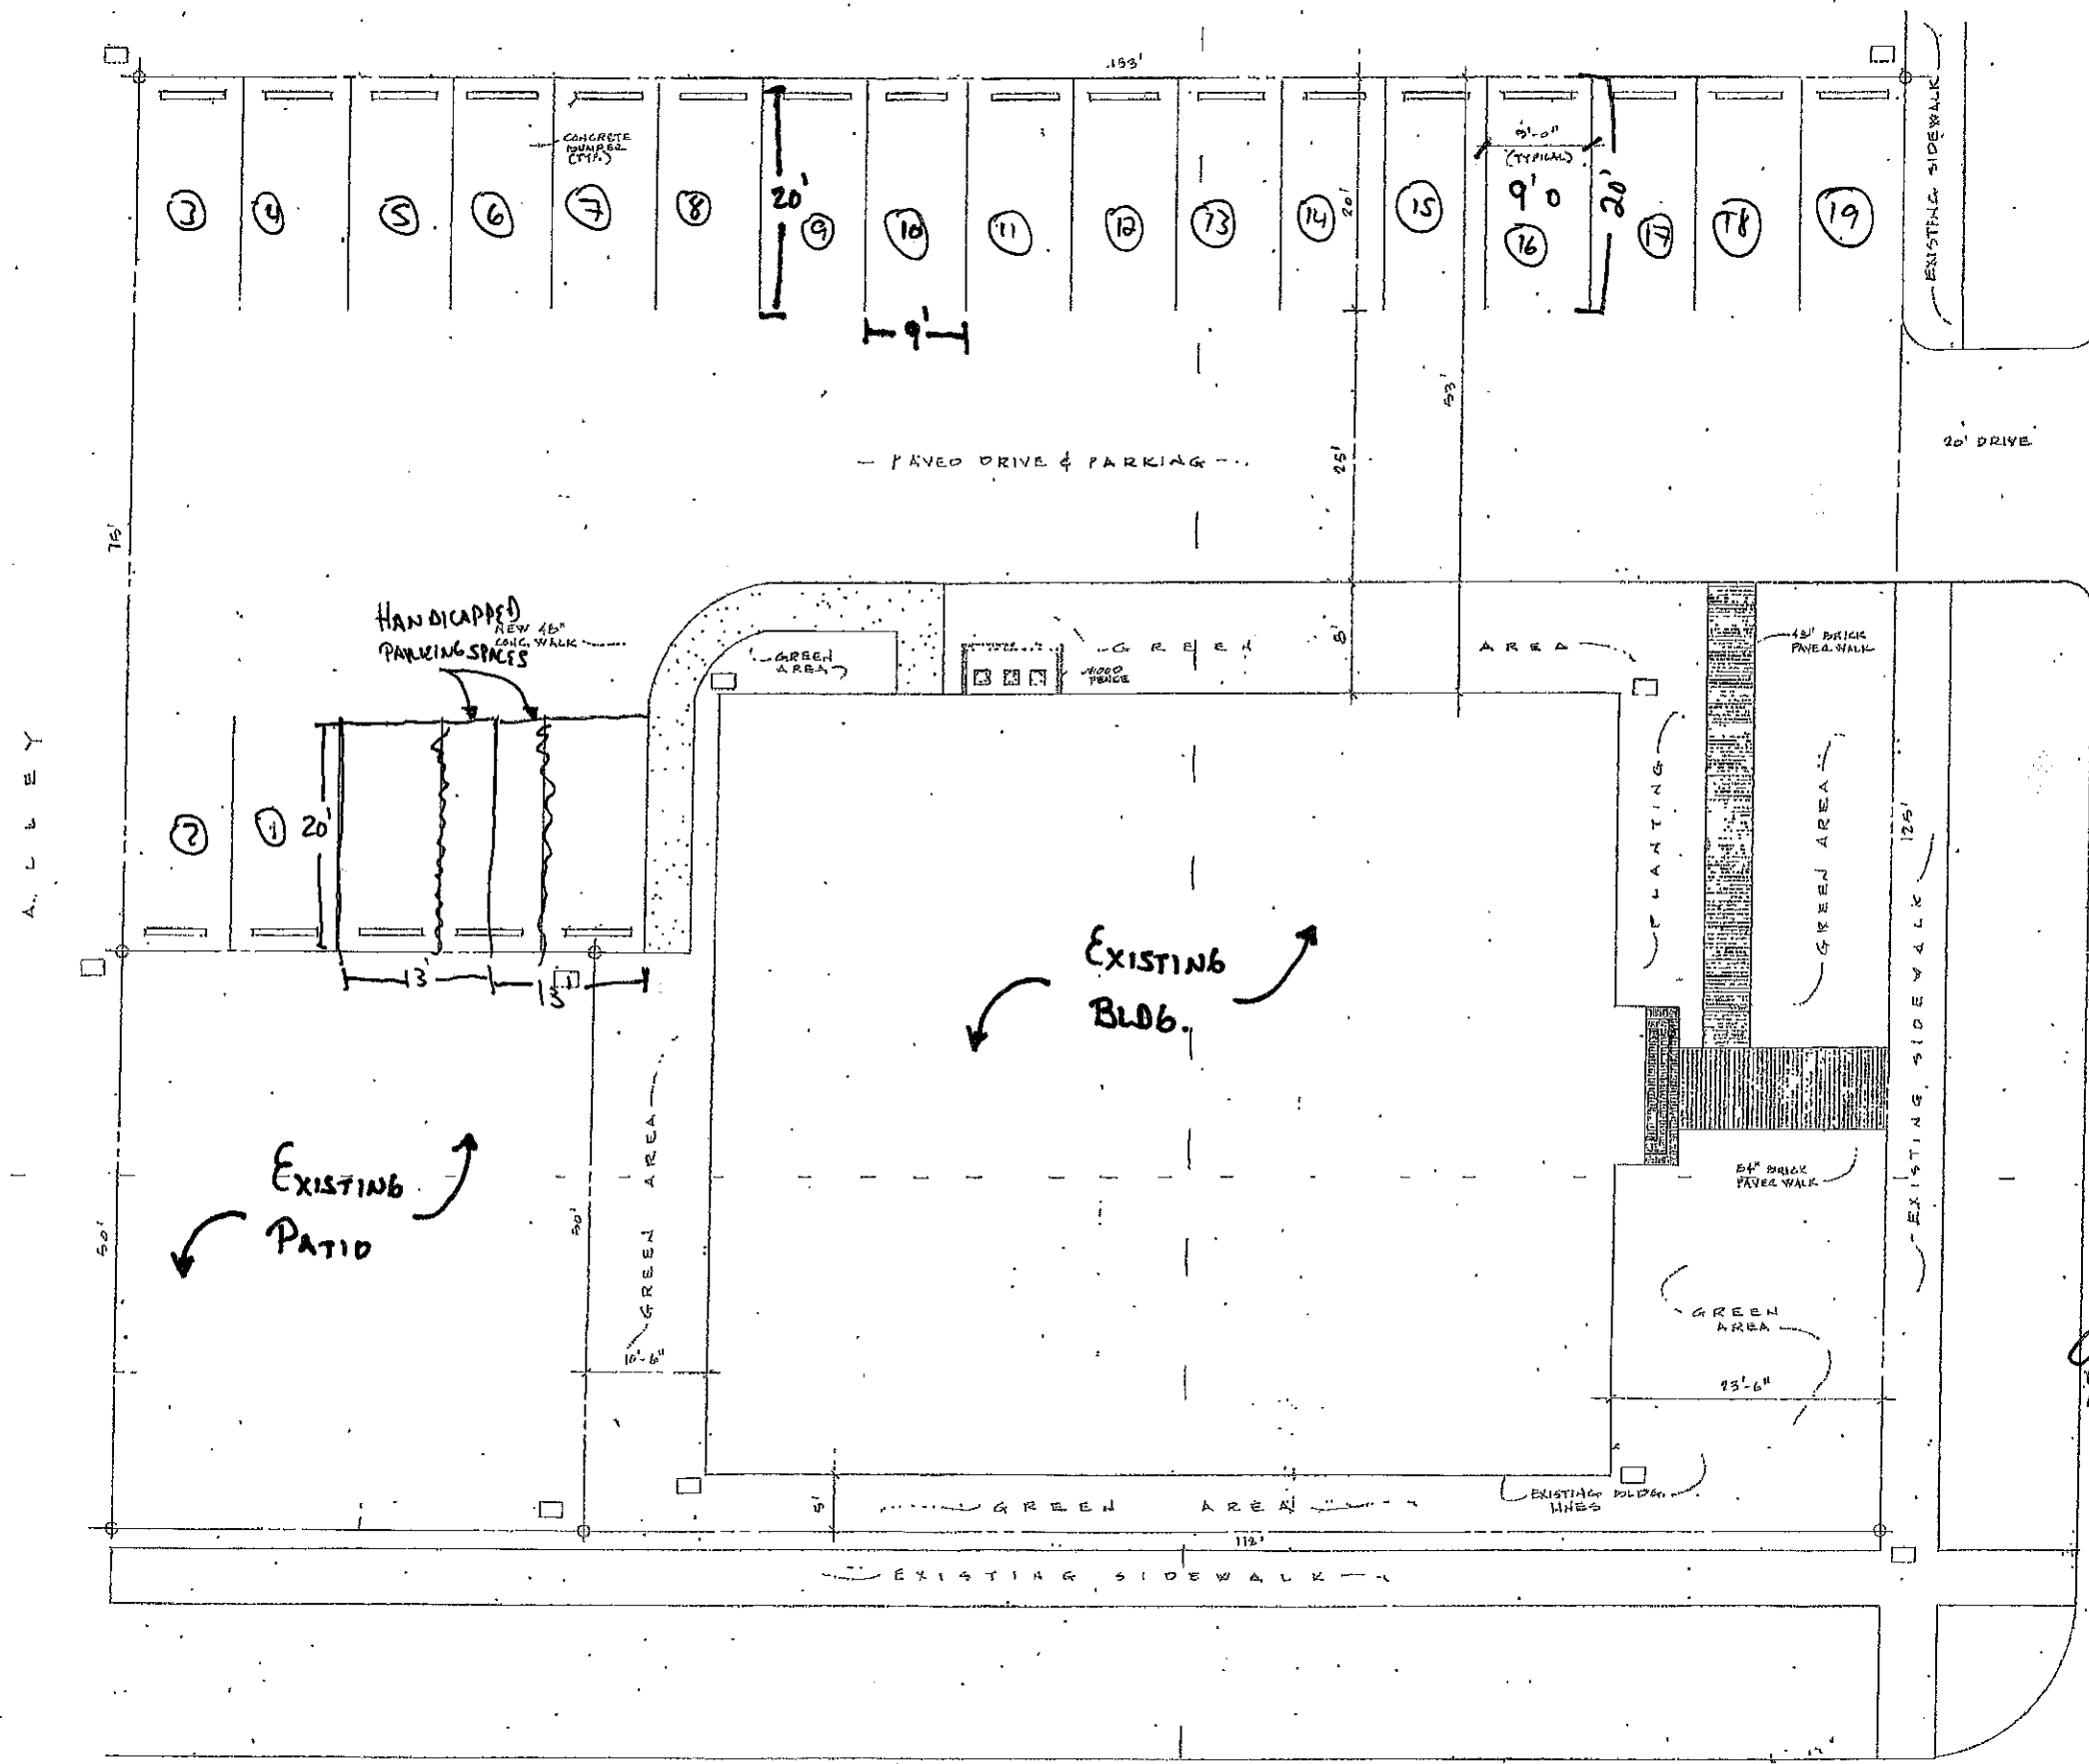 153'
CONCRETE
BUMPER
(TYP.)
9'-0"
(TYPICAL)
9' 0
20'
20'
20'
3
4
5
6
7
8
9
10
11
12
13
14
15
16
17
18
19
9'
EXISTING SIDEWALK
53'
25'
20' DRIVE
- PAVED DRIVE & PARKING -
75'
HANDICAPPED
PARKING SPACES
NEW 48"
CONC. WALK
GREEN
AREA
WOOD
FENCE
GREEN AREA
8'
48" BRICK
PAVER WALK
ALLEY
2
1
20'
PLANTING
GREEN AREA
125'
13'
13'
EXISTING
BLDG.
EXISTING SIDEWALK
GREEN AREA
EXISTING
PATIO
50'
50'
54" BRICK
PAVER WALK
GREEN
AREA
10'-6"
23'-6"
5'
GREEN AREA
EXISTING BLDG.
LINES
112'
EXISTING SIDEWALK